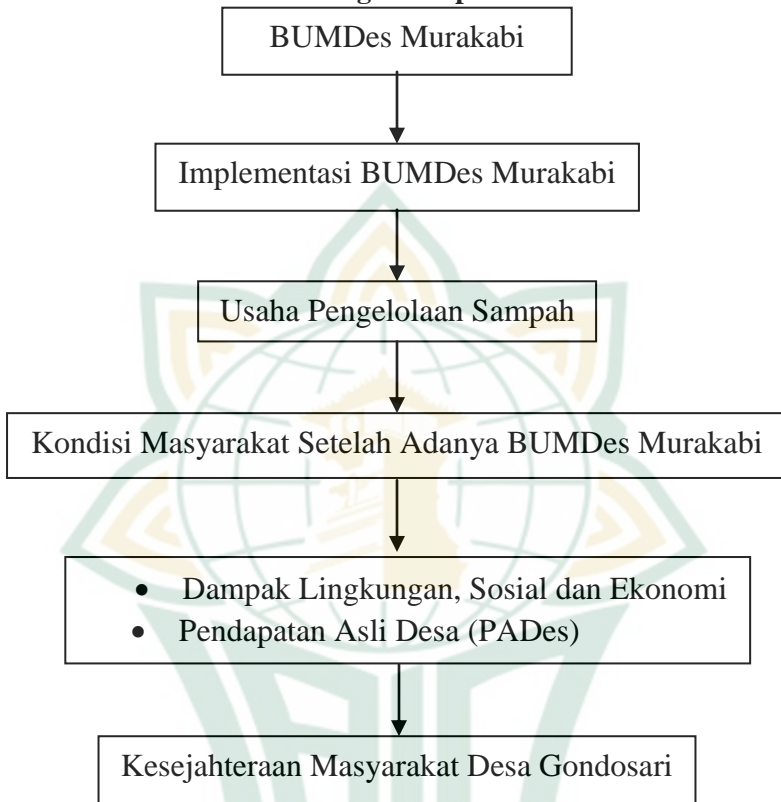 BUMDes Murakabi
Implementasi BUMDes Murakabi
Usaha Pengelolaan Sampah
Kondisi Masyarakat Setelah Adanya BUMDes Murakabi
• Dampak Lingkungan, Sosial dan Ekonomi
• Pendapatan Asli Desa (PADes)
Kesejahteraan Masyarakat Desa Gondosari